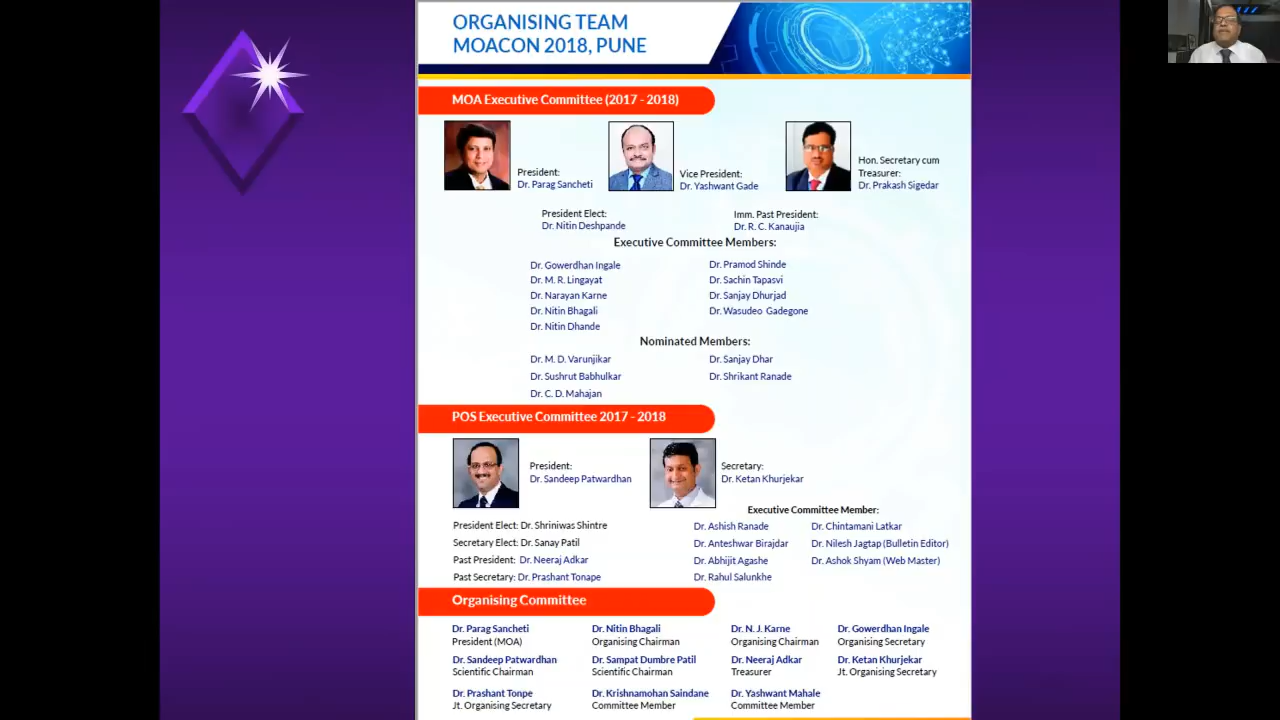 ORGANISING TEAM
MOACON 2018, PUNE
MOA Executive Committee (2017 - 2018)
President:
Dr. Parag Sancheti
Vice President:
Dr. Yashwant Gade
Hon. Secretary cum
Treasurer:
Dr. Prakash Sigedar
President Elect:
Dr. Nitin Deshpande
Imm. Past President:
Dr. R. C. Kanaujia
Executive Committee Members:
Dr. Gowerdhan Ingale
Dr. M. R. Lingayat
Dr. Narayan Karne
Dr. Nitin Bhagali
Dr. Nitin Dhande
Dr. Pramod Shinde
Dr. Sachin Tapasvi
Dr. Sanjay Dhurjad
Dr. Wasudeo Gadegone
Nominated Members:
Dr. M. D. Varunjikar
Dr. Sushrut Babhulkar
Dr. C. D. Mahajan
Dr. Sanjay Dhar
Dr. Shrikant Ranade
POS Executive Committee 2017 - 2018
President:
Dr. Sandeep Patwardhan
Secretary:
Dr. Ketan Khurjekar
President Elect: Dr. Shriniwas Shintre
Secretary Elect: Dr. Sanay Patil
Past President: Dr. Neeraj Adkar
Past Secretary: Dr. Prashant Tonape
Executive Committee Member:
Dr. Ashish Ranade
Dr. Anteshwar Birajdar
Dr. Abhijit Agashe
Dr. Rahul Salunkhe
Dr. Chintamani Latkar
Dr. Nilesh Jagtap (Bulletin Editor)
Dr. Ashok Shyam (Web Master)
Organising Committee
Dr. Parag Sancheti
President (MOA)
Dr. Nitin Bhagali
Organising Chairman
Dr. N. J. Karne
Organising Chairman
Dr. Gowerdhan Ingale
Organising Secretary
Dr. Sandeep Patwardhan
Scientific Chairman
Dr. Sampat Dumbre Patil
Scientific Chairman
Dr. Neeraj Adkar
Treasurer
Dr. Ketan Khurjekar
Jt. Organising Secretary
Dr. Prashant Tonpe
Jt. Organising Secretary
Dr. Krishnamohan Saindane
Committee Member
Dr. Yashwant Mahale
Committee Member